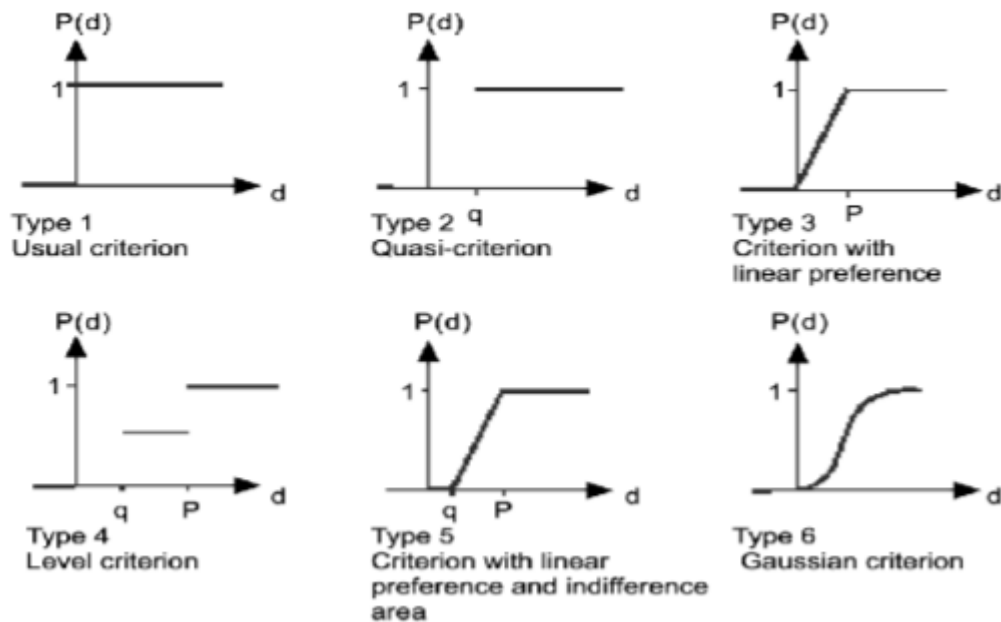 P(d)
1
d
Type 1
Usual criterion
P(d)
1
q
d
Type 2
Quasi-criterion
P(d)
1
P
d
Type 3
Criterion with
linear preference
P(d)
1
q
P
d
Type 4
Level criterion
P(d)
1
q
P
d
Type 5
Criterion with linear
preference and indifference
area
P(d)
1
d
Type 6
Gaussian criterion